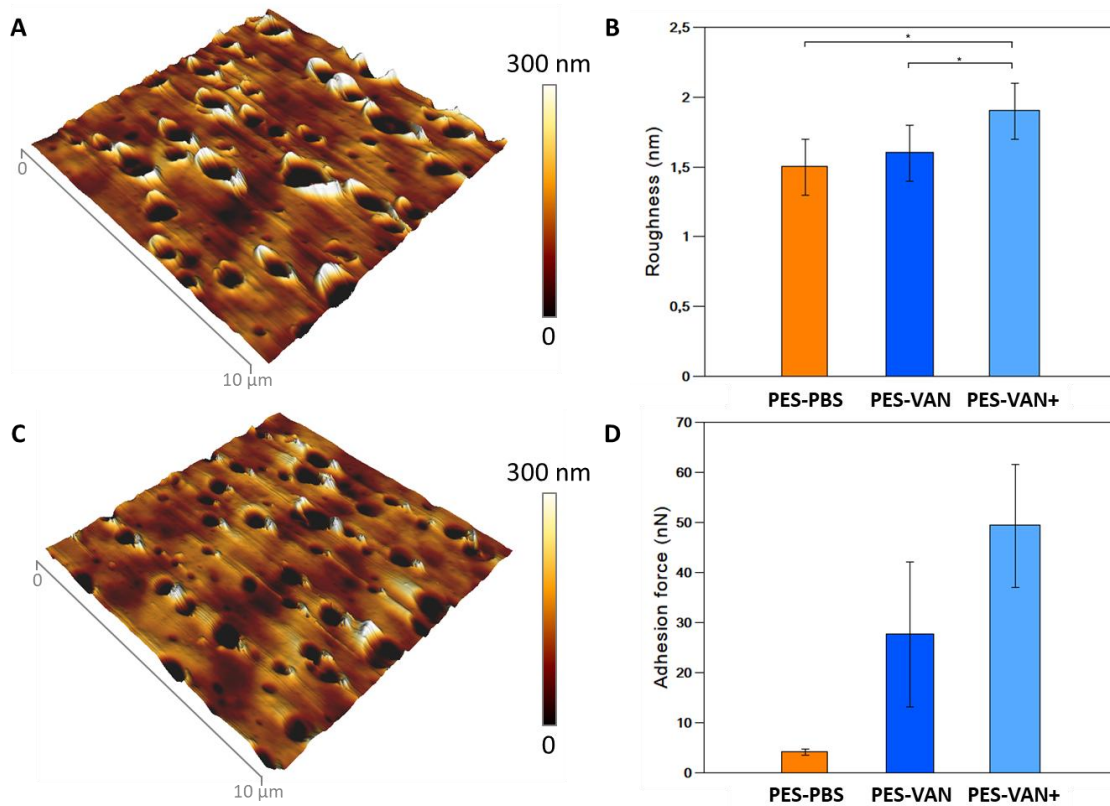 A
300 nm
0
0
10 µm
B
2,5
2
1,5
1
0,5
0
Roughness (nm)
*
*
PES-PBS PES-VAN PES-VAN+
C
300 nm
0
0
10 µm
D
70
60
50
40
30
20
10
0
Adhesion force (nN)
PES-PBS PES-VAN PES-VAN+